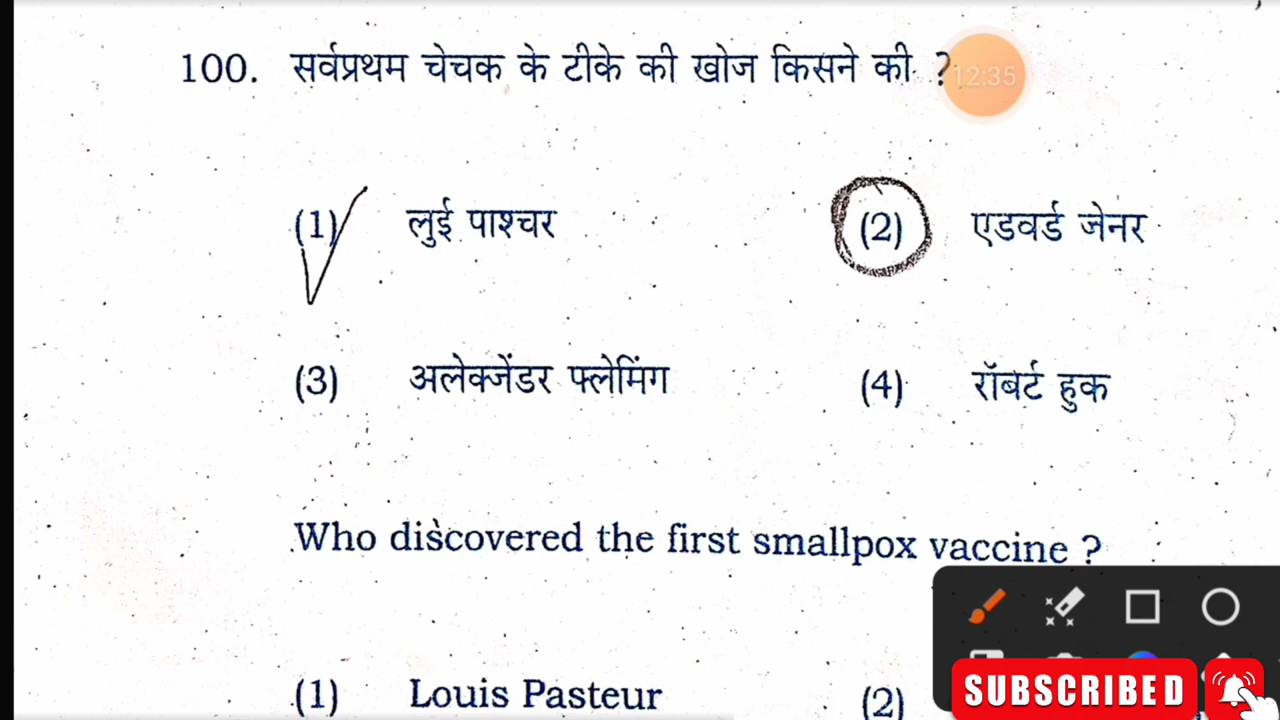 100. सर्वप्रथम चेचक के टीके की खोज किसने की ?
12:35
(1) लुई पाश्चर (2) एडवर्ड जेनर
(3) अलेक्जेंडर फ्लेमिंग (4) रॉबर्ट हुक
Who discovered the first smallpox vaccine ?
(1) Louis Pasteur (2)
SUBSCRIBED